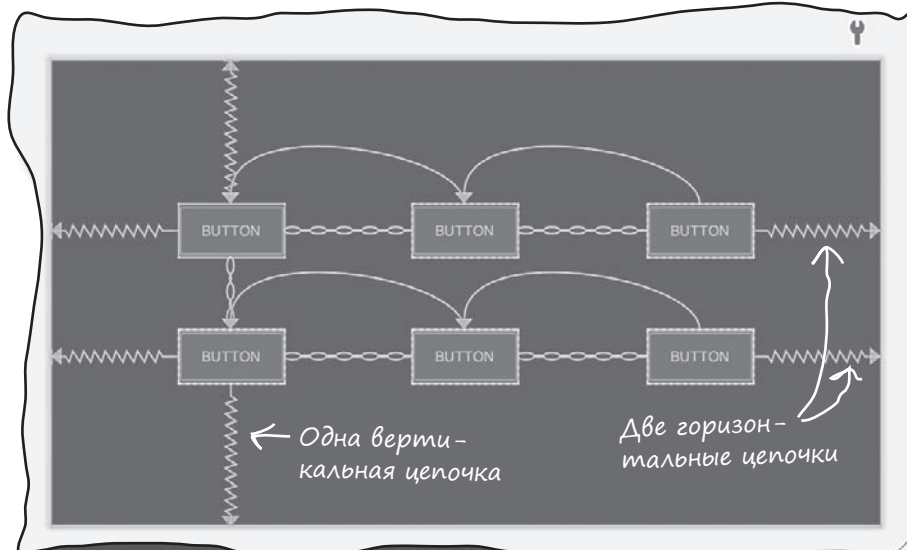 BUTTON BUTTON BUTTON
BUTTON BUTTON BUTTON
Одна верти-
кальная цепочка
Две горизон-
тальные цепочки